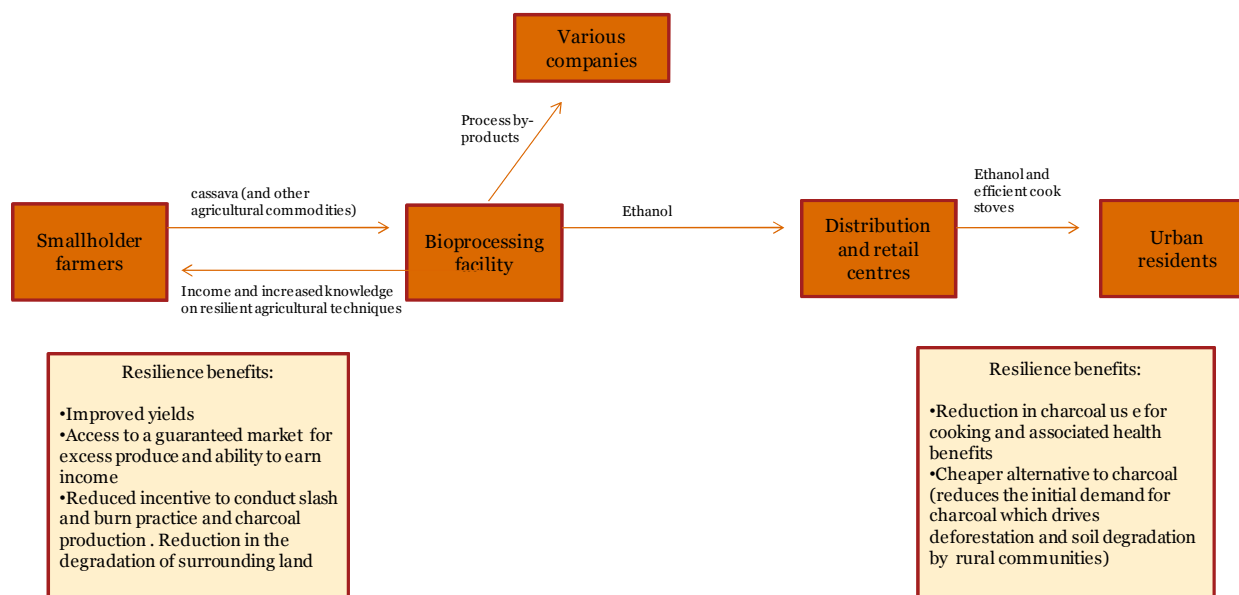 Various
companies
Process by-
products
cassava (and other
agricultural commodities)
Ethanol
Ethanol and
efficient cook
stoves
Smallholder
farmers
Bioprocessing
facility
Distribution
and retail
centres
Urban
residents
Income and increased knowledge
on resilient agricultural techniques
Resilience benefits:
•Improved yields
•Access to a guaranteed market for
excess produce and ability to earn
income
•Reduced incentive to conduct slash
and burn practice and charcoal
production . Reduction in the
degradation of surrounding land
Resilience benefits:
•Reduction in charcoal us e for
cooking and associated health
benefits
•Cheaper alternative to charcoal
(reduces the initial demand for
charcoal which drives
deforestation and soil degradation
by rural communities)